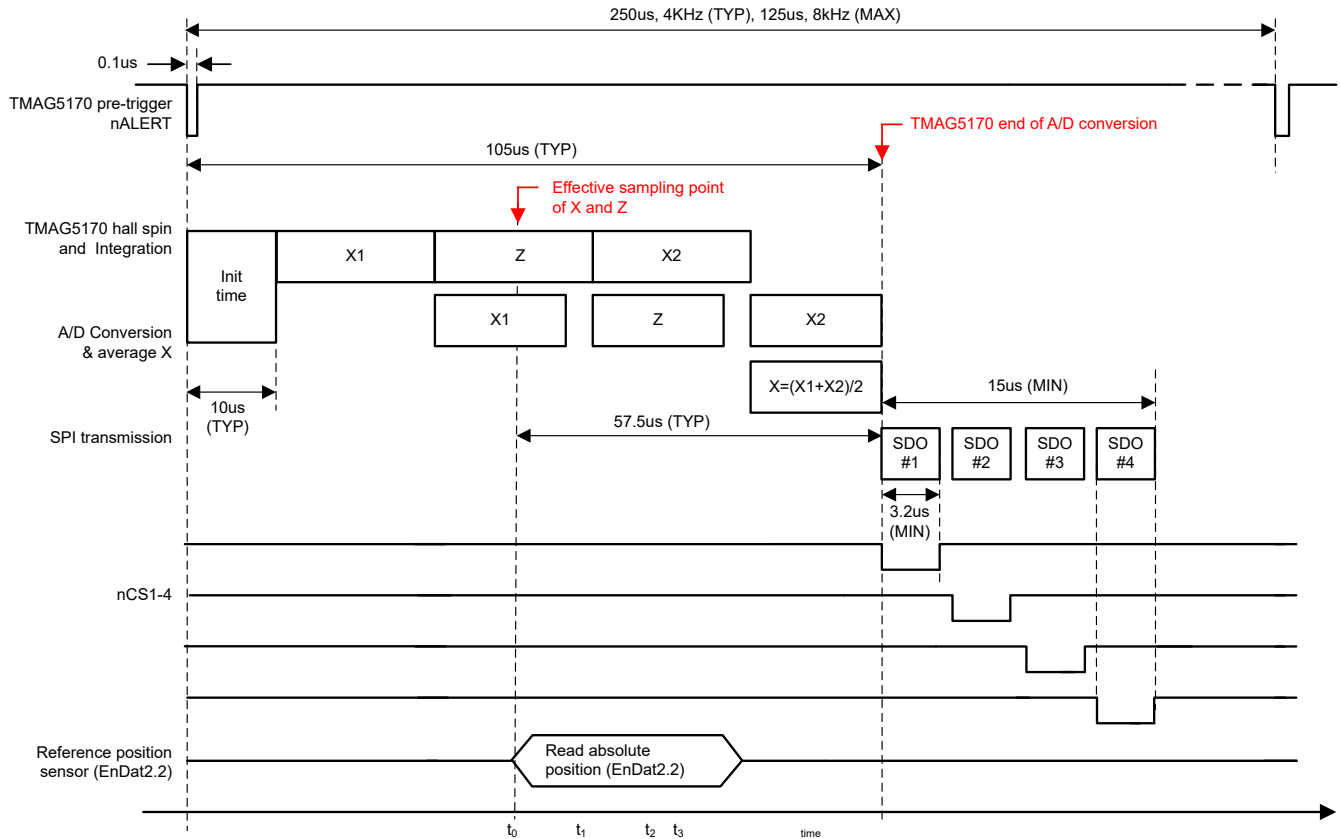 250us, 4KHz (TYP), 125us, 8kHz (MAX)
0.1us
TMAG5170 pre-trigger
nALERT
TMAG5170 end of A/D conversion
105us (TYP)
Effective sampling point
of X and Z
TMAG5170 hall spin
and Integration
Init
time
X1
Z
X2
A/D Conversion
& average X
X1
Z
X2
X=(X1+X2)/2
10us
(TYP)
15us (MIN)
57.5us (TYP)
SPI transmission
SDO
#1
SDO
#2
SDO
#3
SDO
#4
3.2us
(MIN)
nCS1-4
Reference position
sensor (EnDat2.2)
Read absolute
position (EnDat2.2)
t0 t1 t2 t3 time